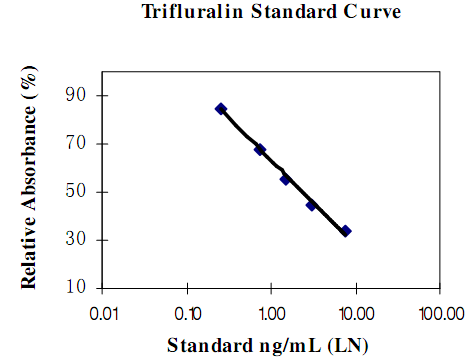 Trifluralin Standard Curve
Relative Absorbance (%)
90
70
50
30
10
0.01 0.10 1.00 10.00 100.00
Standard ng/mL (LN)